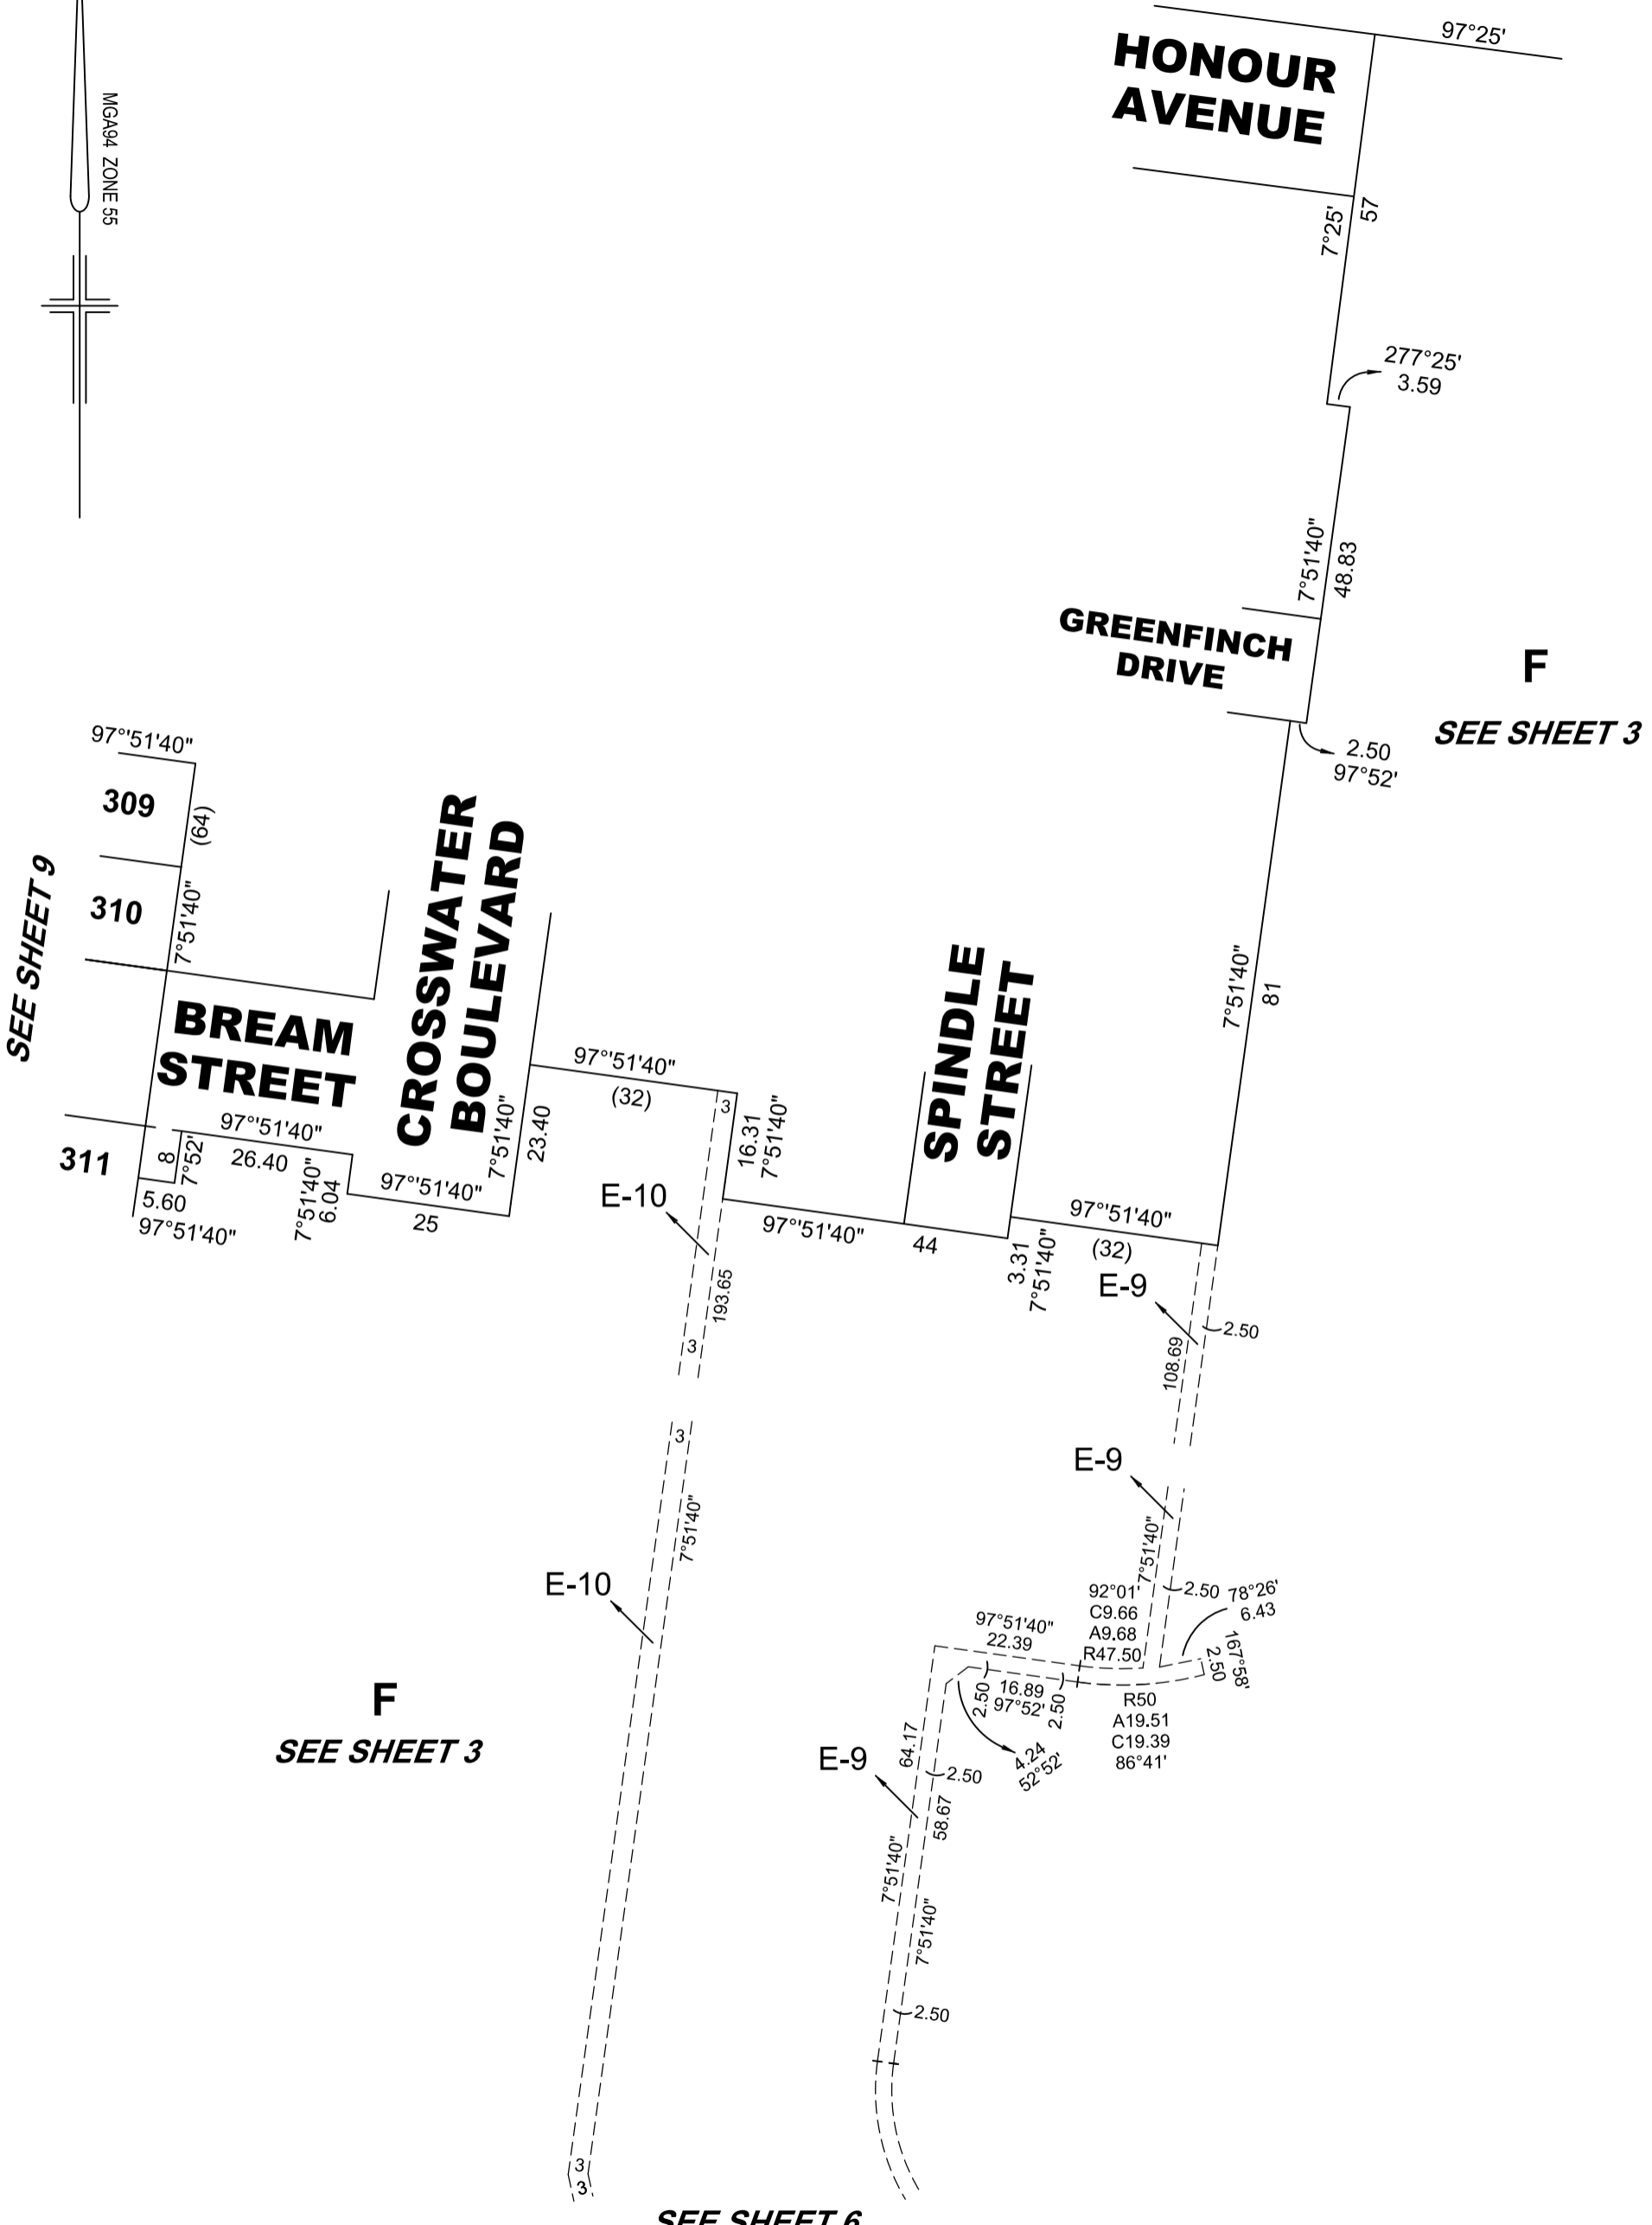 97°25'
HONOUR
AVENUE
MGA94 ZONE 55
7°25'
57
277°25'
3.59
7°51'40"
48.83
GREENFINCH
DRIVE
F
SEE SHEET 3
2.50
97°52'
97°'51'40"
309
(64)
310
7°51'40"
SEE SHEET 9
CROSSWATER
BOULEVARD
BREAM
STREET
SPINDLE
STREET
7°51'40"
81
97°'51'40"
(32)
3
16.31
7°51'40"
7°51'40"
23.40
97°'51'40"
26.40
311
8
7°52'
5.60
97°51'40"
7°51'40"
6.04
97°'51'40"
25
E-10
97°'51'40"
44
97°'51'40"
(32)
3.31
7°51'40"
E-9
2.50
193.65
3
108.69
3
E-9
7°51'40"
7°51'40"
E-10
92°01'
C9.66
A9.68
R47.50
2.50
78°26'
6.43
167°58'
2.50
97°51'40"
22.39
2.50
16.89
97°52'
2.50
R50
A19.51
C19.39
86°41'
4.24
52°52'
F
SEE SHEET 3
E-9
64.17
2.50
58.67
7°51'40"
7°51'40"
2.50
3
3
SEE SHEET 6